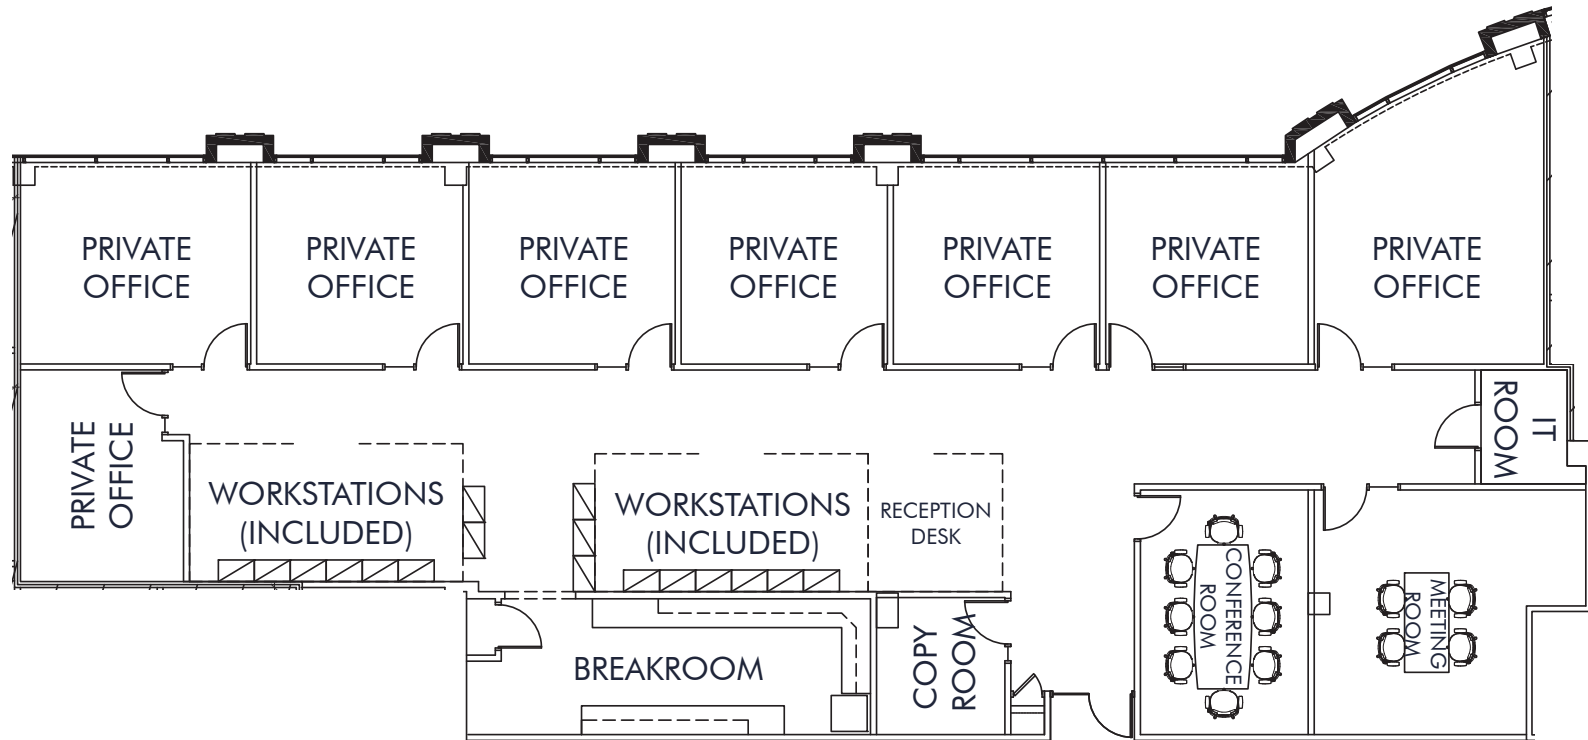 PRIVATE
OFFICE
PRIVATE
OFFICE
PRIVATE
OFFICE
PRIVATE
OFFICE
PRIVATE
OFFICE
PRIVATE
OFFICE
PRIVATE
OFFICE
PRIVATE
OFFICE
WORKSTATIONS
(INCLUDED)
WORKSTATIONS
(INCLUDED)
RECEPTION
DESK
IT
ROOM
BREAKROOM
COPY
ROOM
CONFERENCE
ROOM
MEETING
ROOM